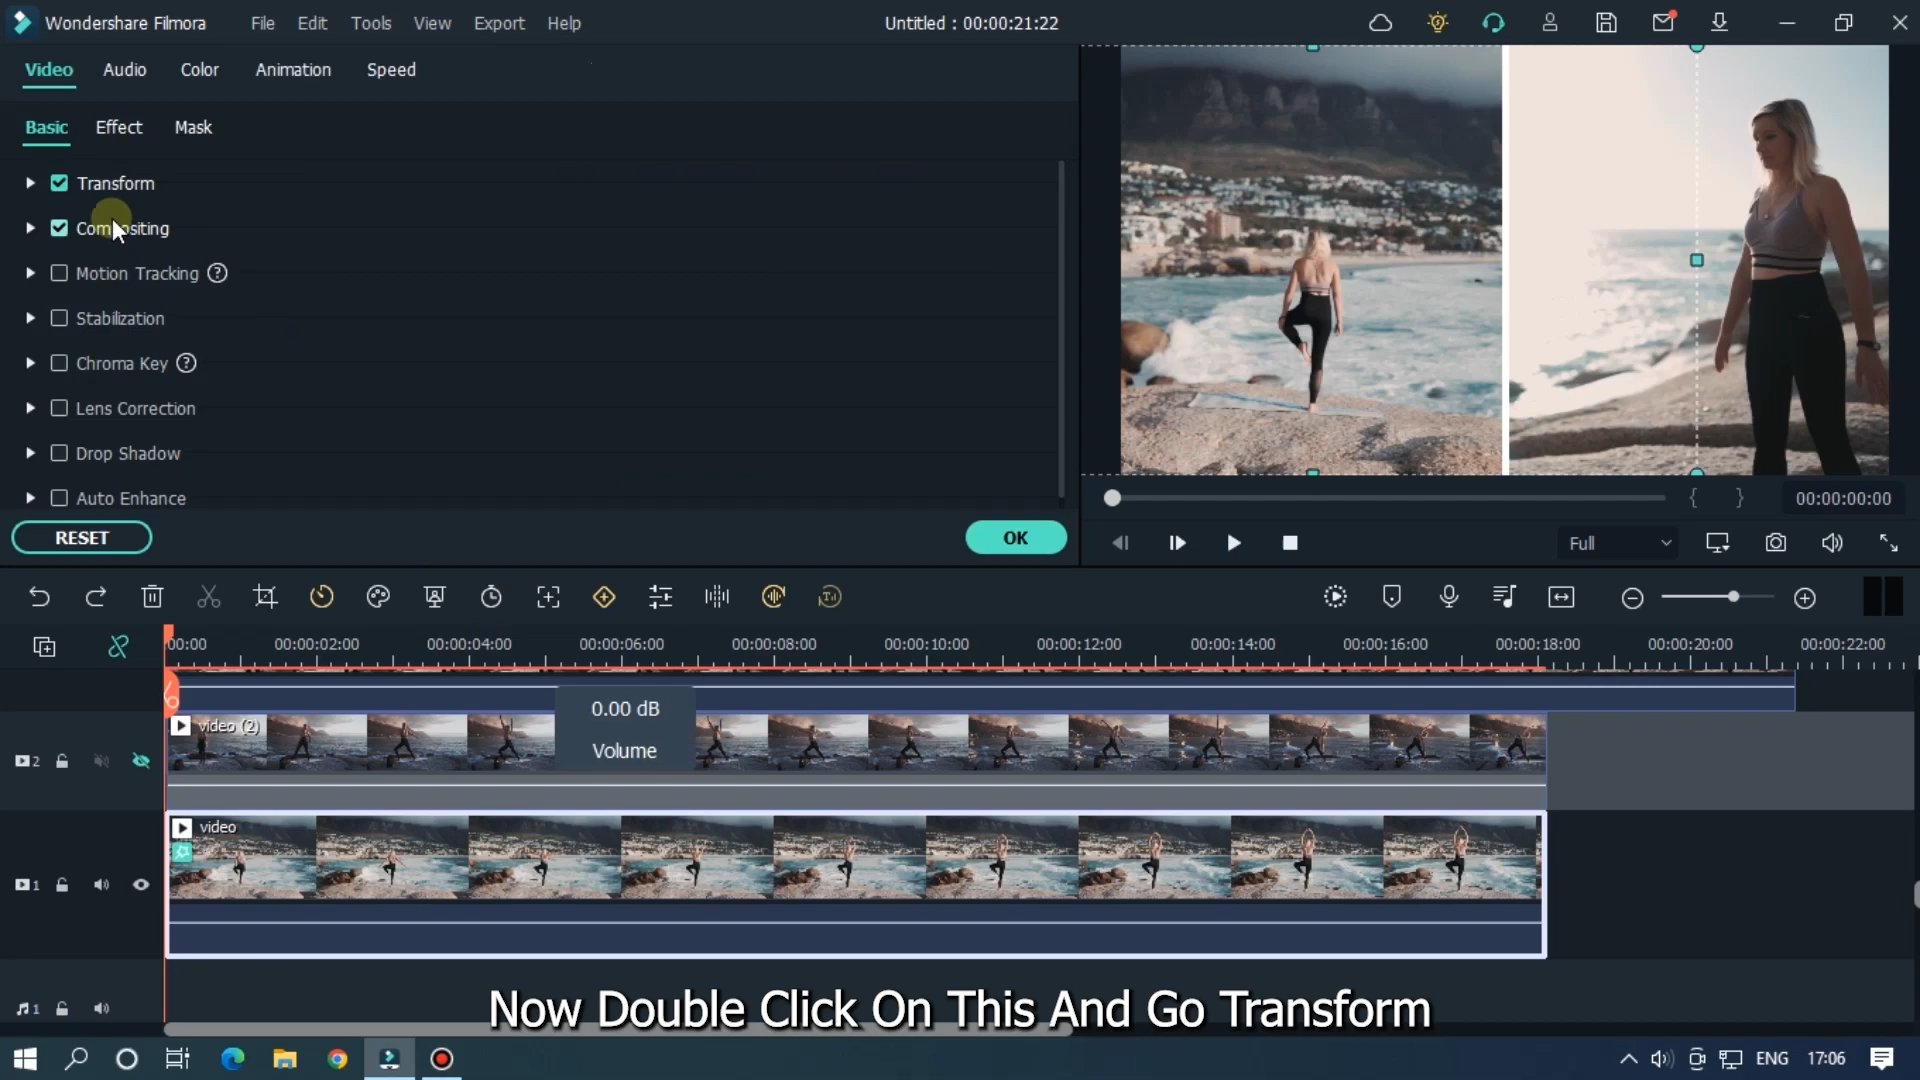 Wondershare Filmora File Edit Tools View Export Help Untitled : 00:00:21:22
Video Audio Color Animation Speed
Basic Effect Mask
Transform
Compositing
Motion Tracking ?
Stabilization
Chroma Key ?
Lens Correction
Drop Shadow
Auto Enhance
RESET OK
{ } 00:00:00:00
Full
00:00 00:00:02:00 00:00:04:00 00:00:06:00 00:00:08:00 00:00:10:00 00:00:12:00 00:00:14:00 00:00:16:00 00:00:18:00 00:00:20:00 00:00:22:00
0.00 dB
Volume
video (2)
2
video
1
1
Now Double Click On This And Go Transform
ENG 17:06